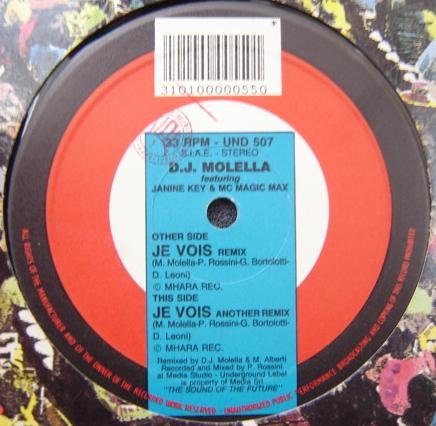 310100000550
33 RPM - UND 507
S.I.A.E. - STEREO
D.J. MOLELLA
featuring
JANINE KEY & MC MAGIC MAX
OTHER SIDE
JE VOIS REMIX
(M. Molella-P. Rossini-G. Bortolotti-
D. Leoni)
© MHARA REC.
THIS SIDE
JE VOIS ANOTHER REMIX
(M. Molella-P. Rossini-G. Bortolotti-
D. Leoni)
© MHARA REC.
Remixed by D.J. Molella & M. Alberti
Recorded and Mixed by P. Rossini
at Media Studio - Underground Label
is property of Media Srl
"THE SOUND OF THE FUTURE"
ALL RIGHTS OF THE MANUFACTURER AND OF THE OWNER OF THE RECORDED WORK RESERVED - UNAUTHORIZED PUBLIC PERFORMANCE BROADCASTING AND COPYING OF THIS RECORD PROHIBITED